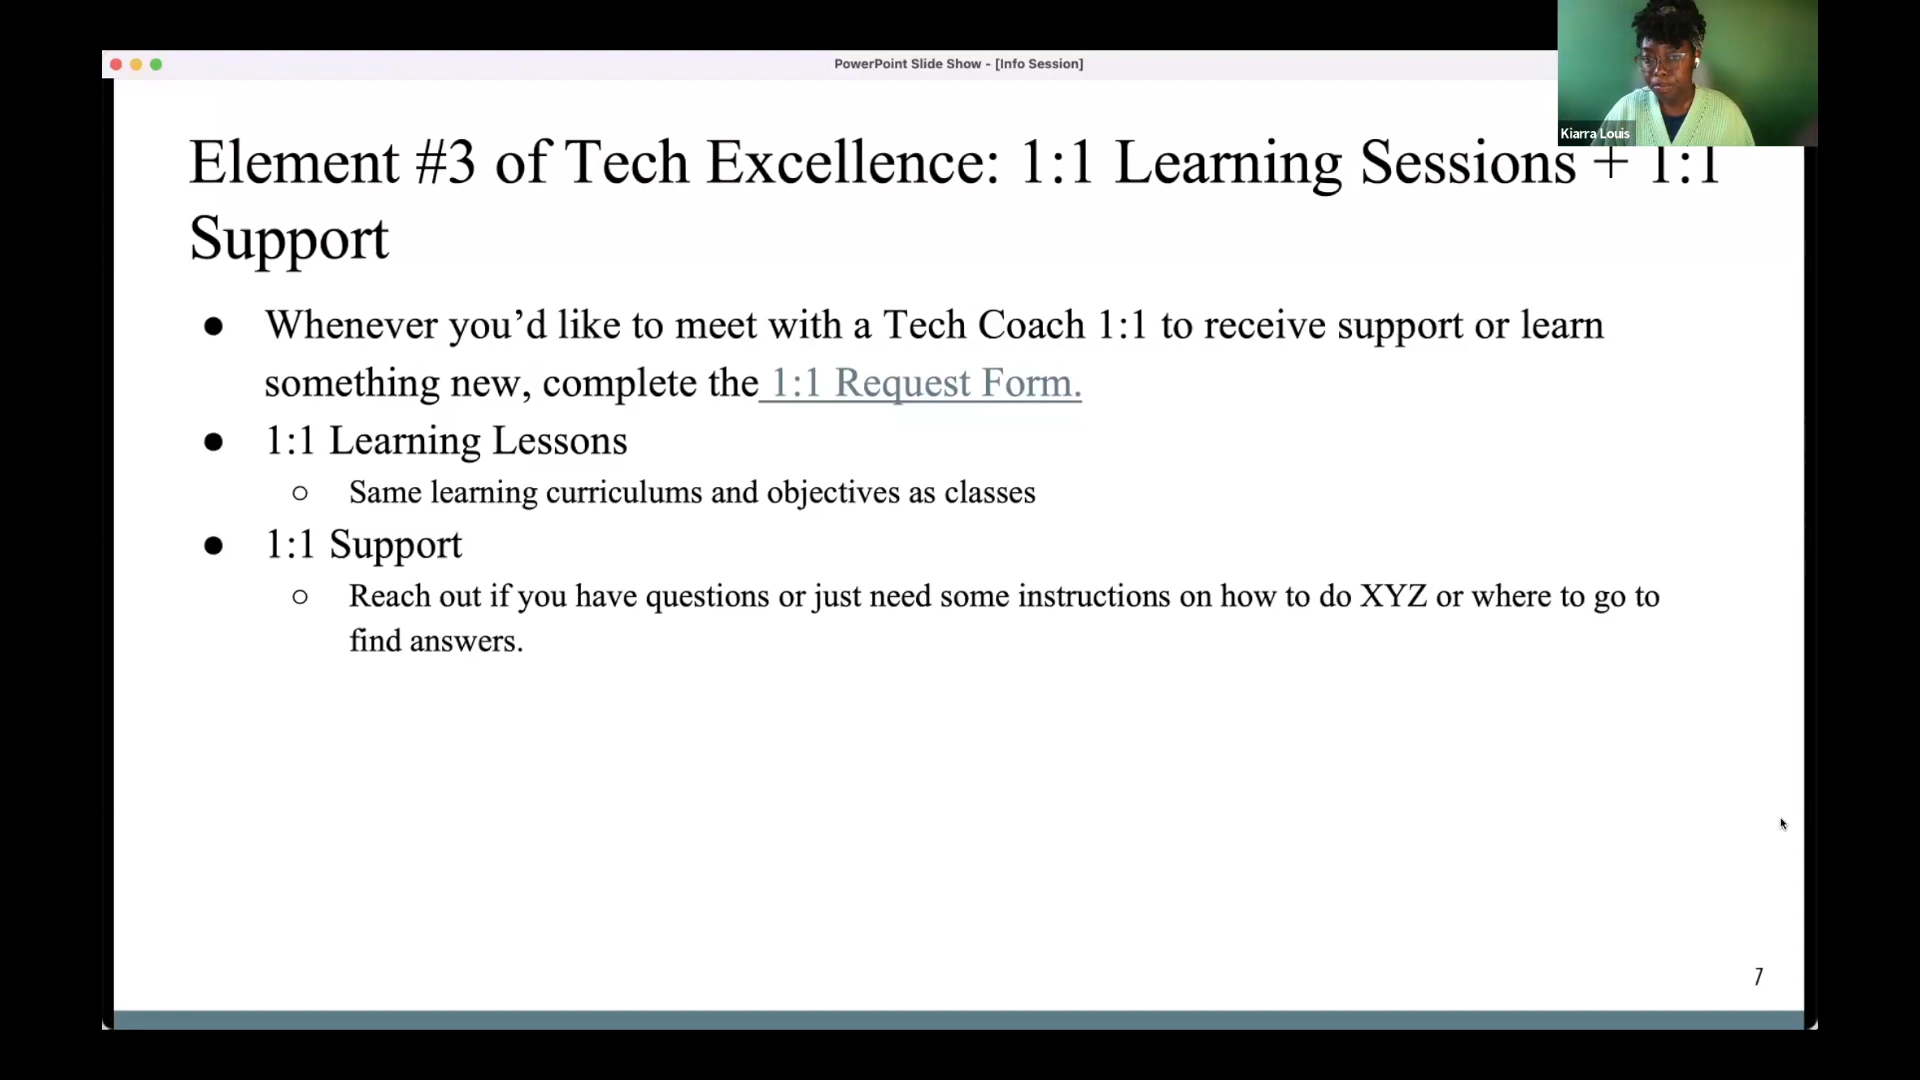 PowerPoint Slide Show - [Info Session]
Kiarra Louis
Element #3 of Tech Excellence: 1:1 Learning Sessions + 1:1
Support
● Whenever you’d like to meet with a Tech Coach 1:1 to receive support or learn
something new, complete the 1:1 Request Form.
● 1:1 Learning Lessons
○ Same learning curriculums and objectives as classes
● 1:1 Support
○ Reach out if you have questions or just need some instructions on how to do XYZ or where to go to
find answers.
7